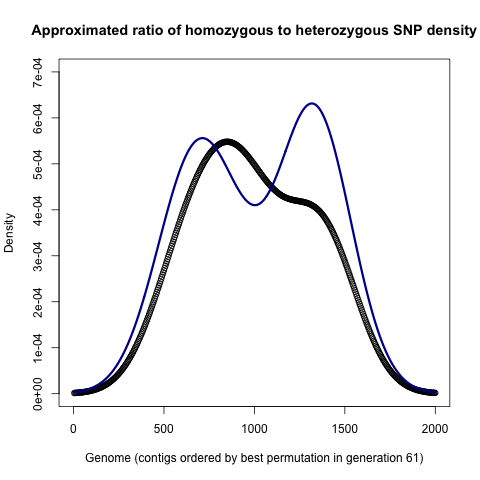 Approximated ratio of homozygous to heterozygous SNP density
7e-04
6e-04
5e-04
4e-04
3e-04
2e-04
1e-04
0e+00
Density
0 500 1000 1500 2000
Genome (contigs ordered by best permutation in generation 61)